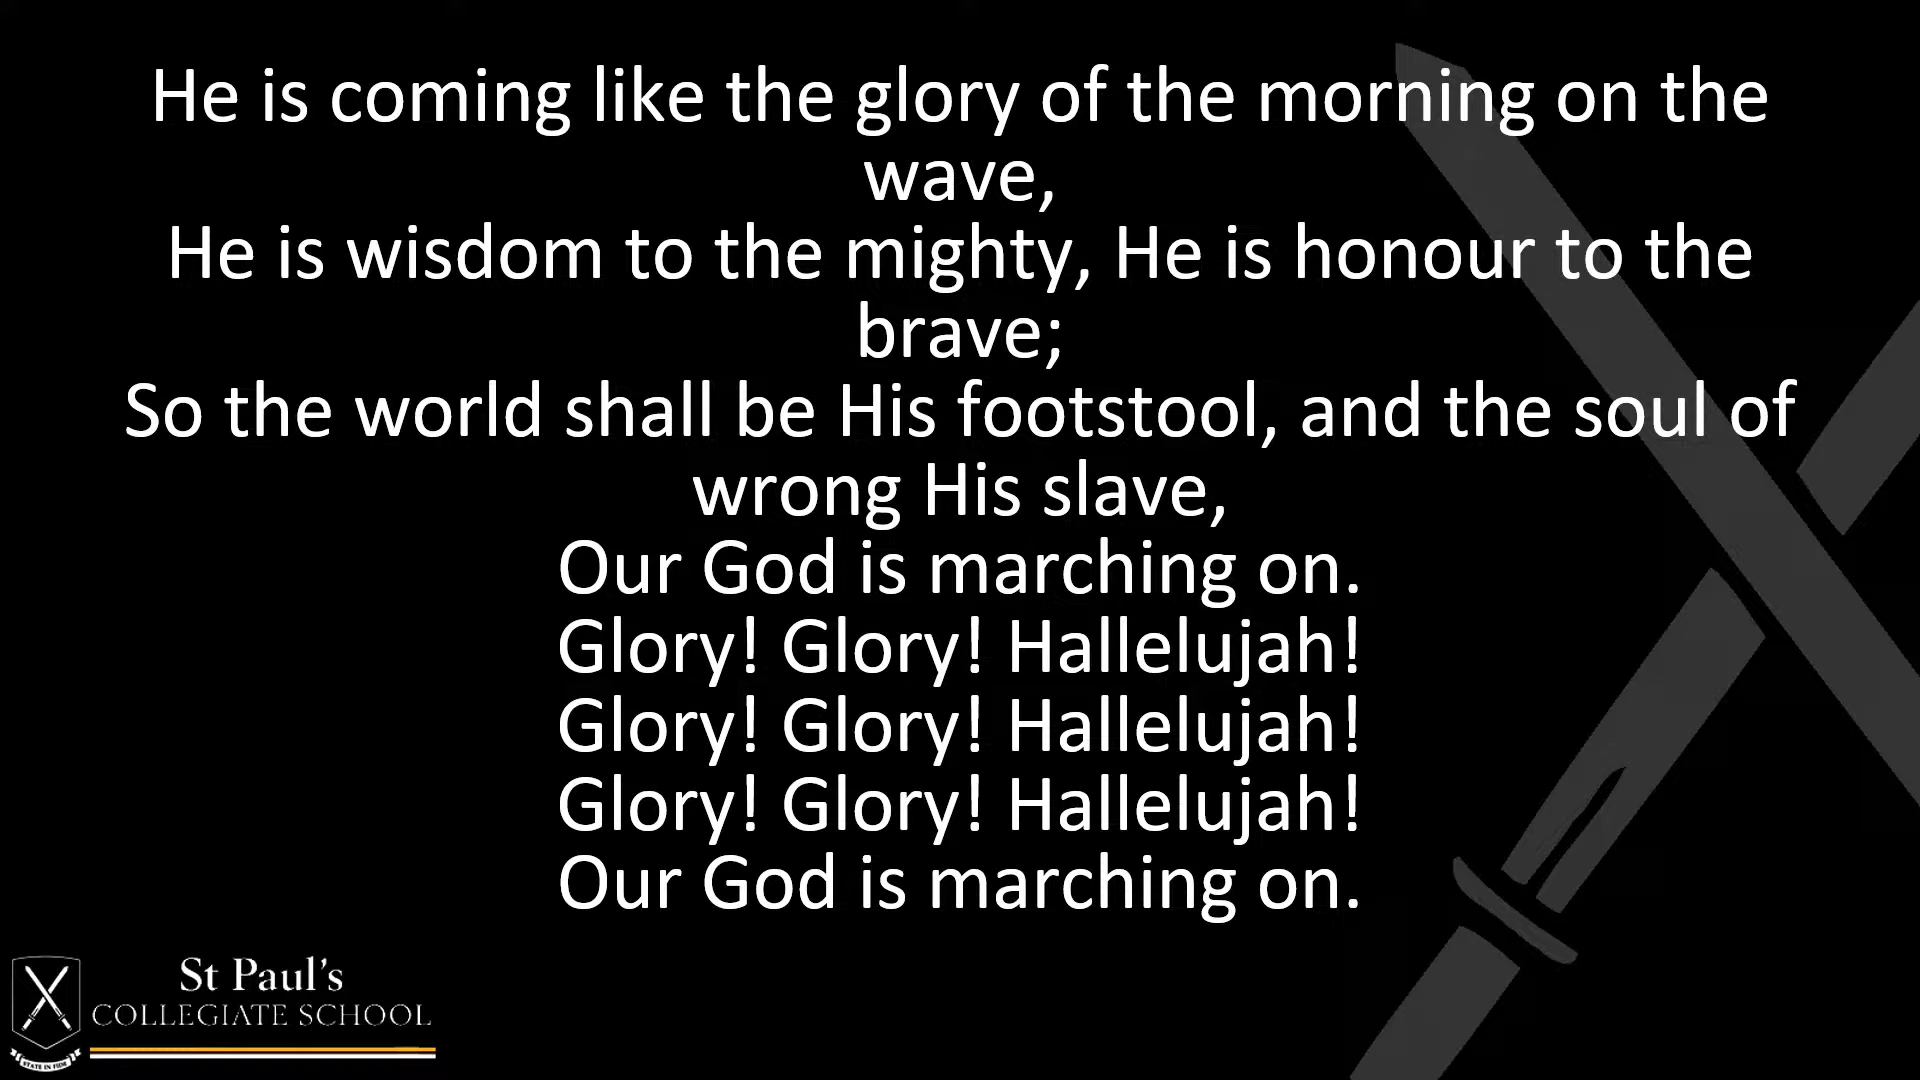 He is coming like the glory of the morning on the
wave,
He is wisdom to the mighty, He is honour to the
brave;
So the world shall be His footstool, and the soul of
wrong His slave,
Our God is marching on.
Glory! Glory! Hallelujah!
Glory! Glory! Hallelujah!
Glory! Glory! Hallelujah!
Our God is marching on.
St Paul's
COLLEGIATE SCHOOL
STATE IN FIDE